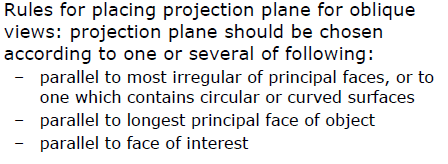 Rules for placing projection plane for oblique
views: projection plane should be chosen
according to one or several of following:
– parallel to most irregular of principal faces, or to
one which contains circular or curved surfaces
– parallel to longest principal face of object
– parallel to face of interest